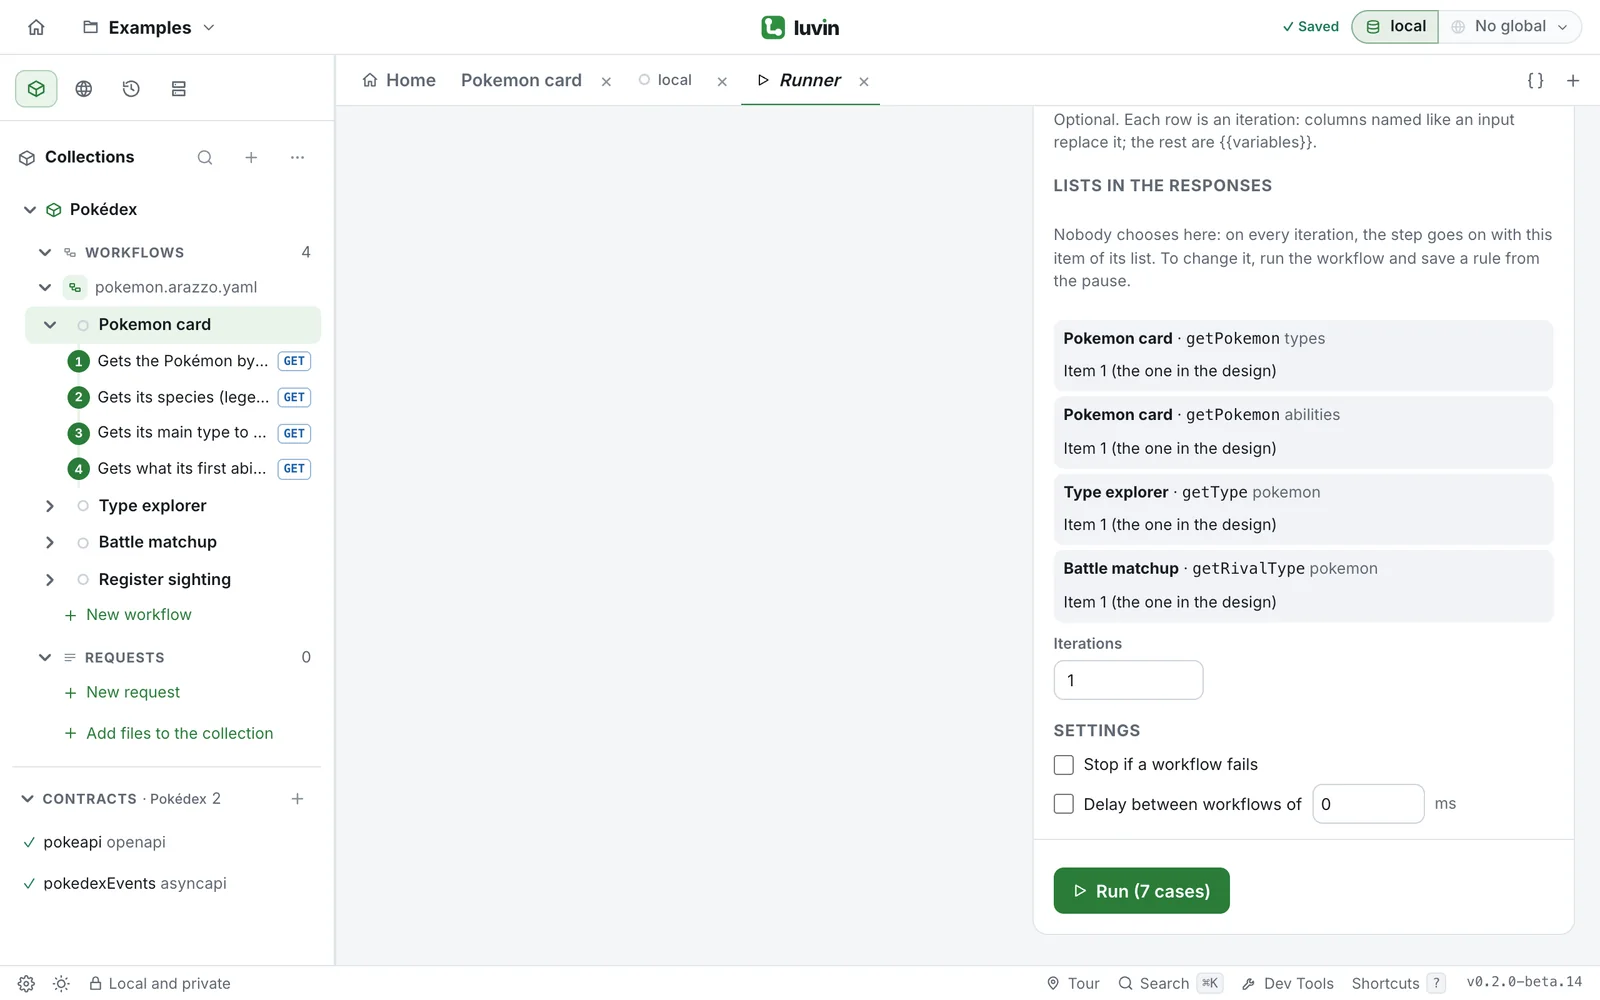 Examples
luvin
Saved
local
No global
Home
Pokemon card
local
Runner
{ }
Collections
Pokédex
WORKFLOWS 4
pokemon.arazzo.yaml
Pokemon card
1 Gets the Pokémon by... GET
2 Gets its species (lege... GET
3 Gets its main type to ... GET
4 Gets what its first abi... GET
Type explorer
Battle matchup
Register sighting
+ New workflow
REQUESTS 0
+ New request
+ Add files to the collection
CONTRACTS · Pokédex 2
pokeapi openapi
pokedexEvents asyncapi
Optional. Each row is an iteration: columns named like an input
replace it; the rest are {{variables}}.
LISTS IN THE RESPONSES
Nobody chooses here: on every iteration, the step goes on with this
item of its list. To change it, run the workflow and save a rule from
the pause.
Pokemon card · getPokemon types
Item 1 (the one in the design)
Pokemon card · getPokemon abilities
Item 1 (the one in the design)
Type explorer · getType pokemon
Item 1 (the one in the design)
Battle matchup · getRivalType pokemon
Item 1 (the one in the design)
Iterations
1
SETTINGS
Stop if a workflow fails
Delay between workflows of 0 ms
Run (7 cases)
Local and private
Tour
Search ⌘K
Dev Tools
Shortcuts ?
v0.2.0-beta.14